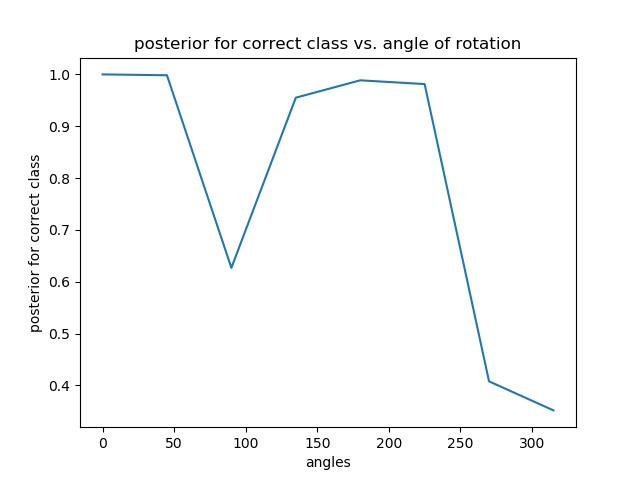 posterior for correct class vs. angle of rotation
1.0
0.9
0.8
0.7
0.6
0.5
0.4
posterior for correct class
0 50 100 150 200 250 300
angles